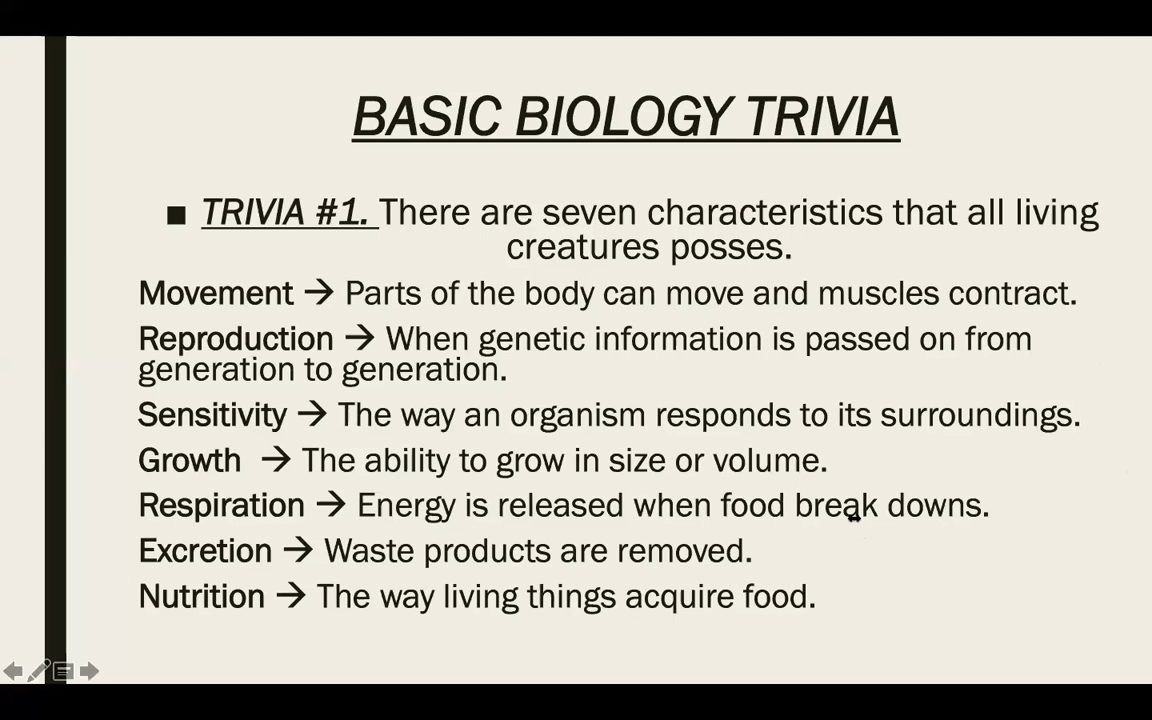 BASIC BIOLOGY TRIVIA
■ TRIVIA #1. There are seven characteristics that all living
creatures posses.
Movement → Parts of the body can move and muscles contract.
Reproduction → When genetic information is passed on from
generation to generation.
Sensitivity → The way an organism responds to its surroundings.
Growth → The ability to grow in size or volume.
Respiration → Energy is released when food break downs.
Excretion → Waste products are removed.
Nutrition → The way living things acquire food.